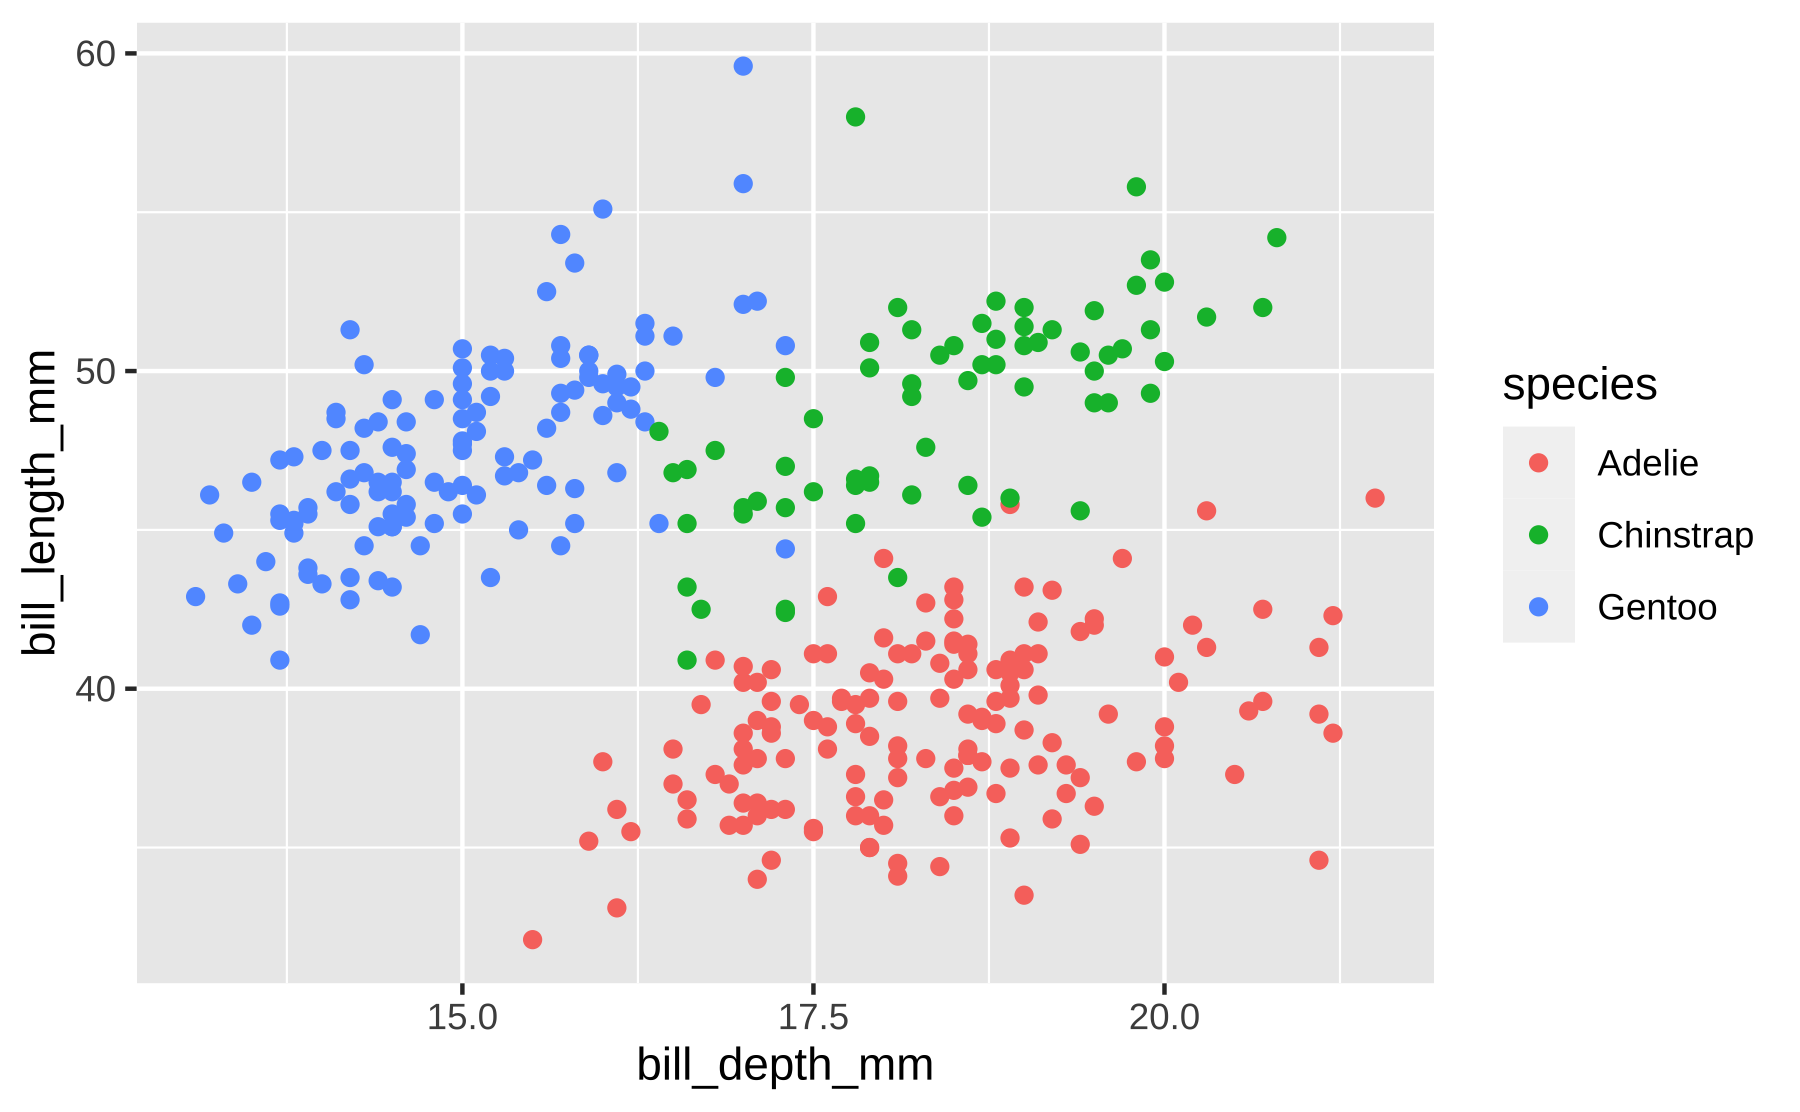 60
50
40
bill_length_mm
15.0 17.5 20.0
bill_depth_mm
species
Adelie
Chinstrap
Gentoo